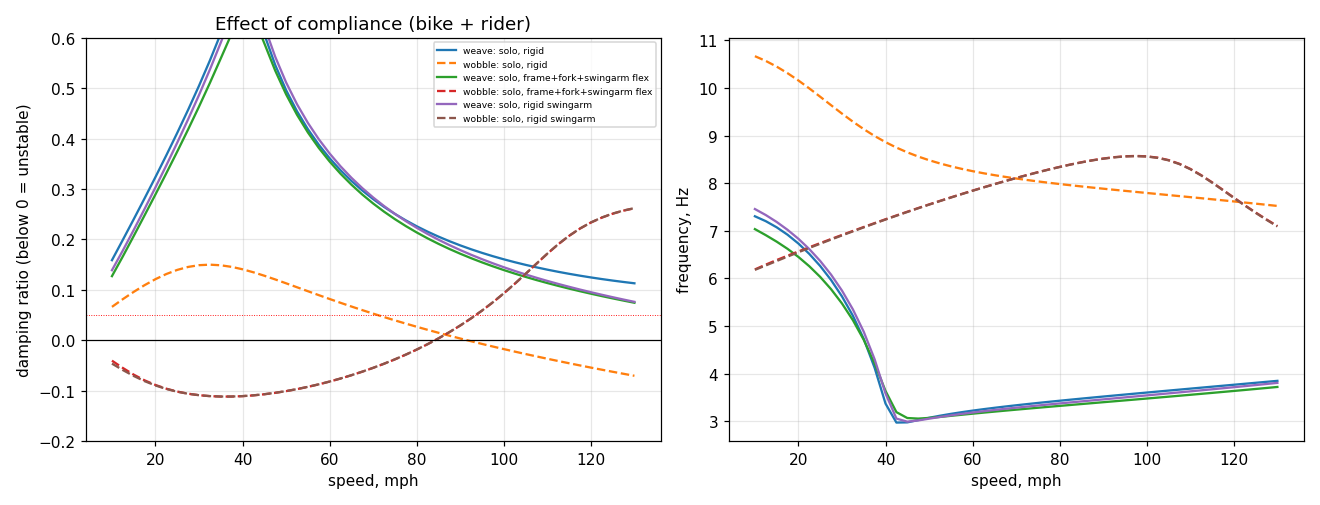 Effect of compliance (bike + rider)
damping ratio (below 0 = unstable)
0.6
0.5
0.4
0.3
0.2
0.1
0.0
−0.1
−0.2
weave: solo, rigid
wobble: solo, rigid
weave: solo, frame+fork+swingarm flex
wobble: solo, frame+fork+swingarm flex
weave: solo, rigid swingarm
wobble: solo, rigid swingarm
20 40 60 80 100 120
speed, mph
frequency, Hz
11
10
9
8
7
6
5
4
3
20 40 60 80 100 120
speed, mph